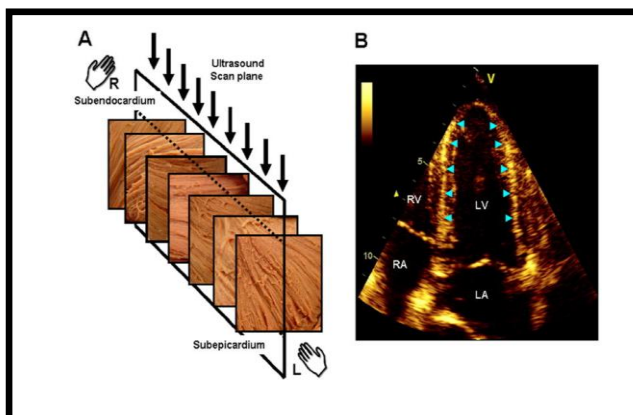 A
Ultrasound
Scan plane
R
Subendocardium
Subepicardium
L
B
V
5
RV
LV
10
RA
LA